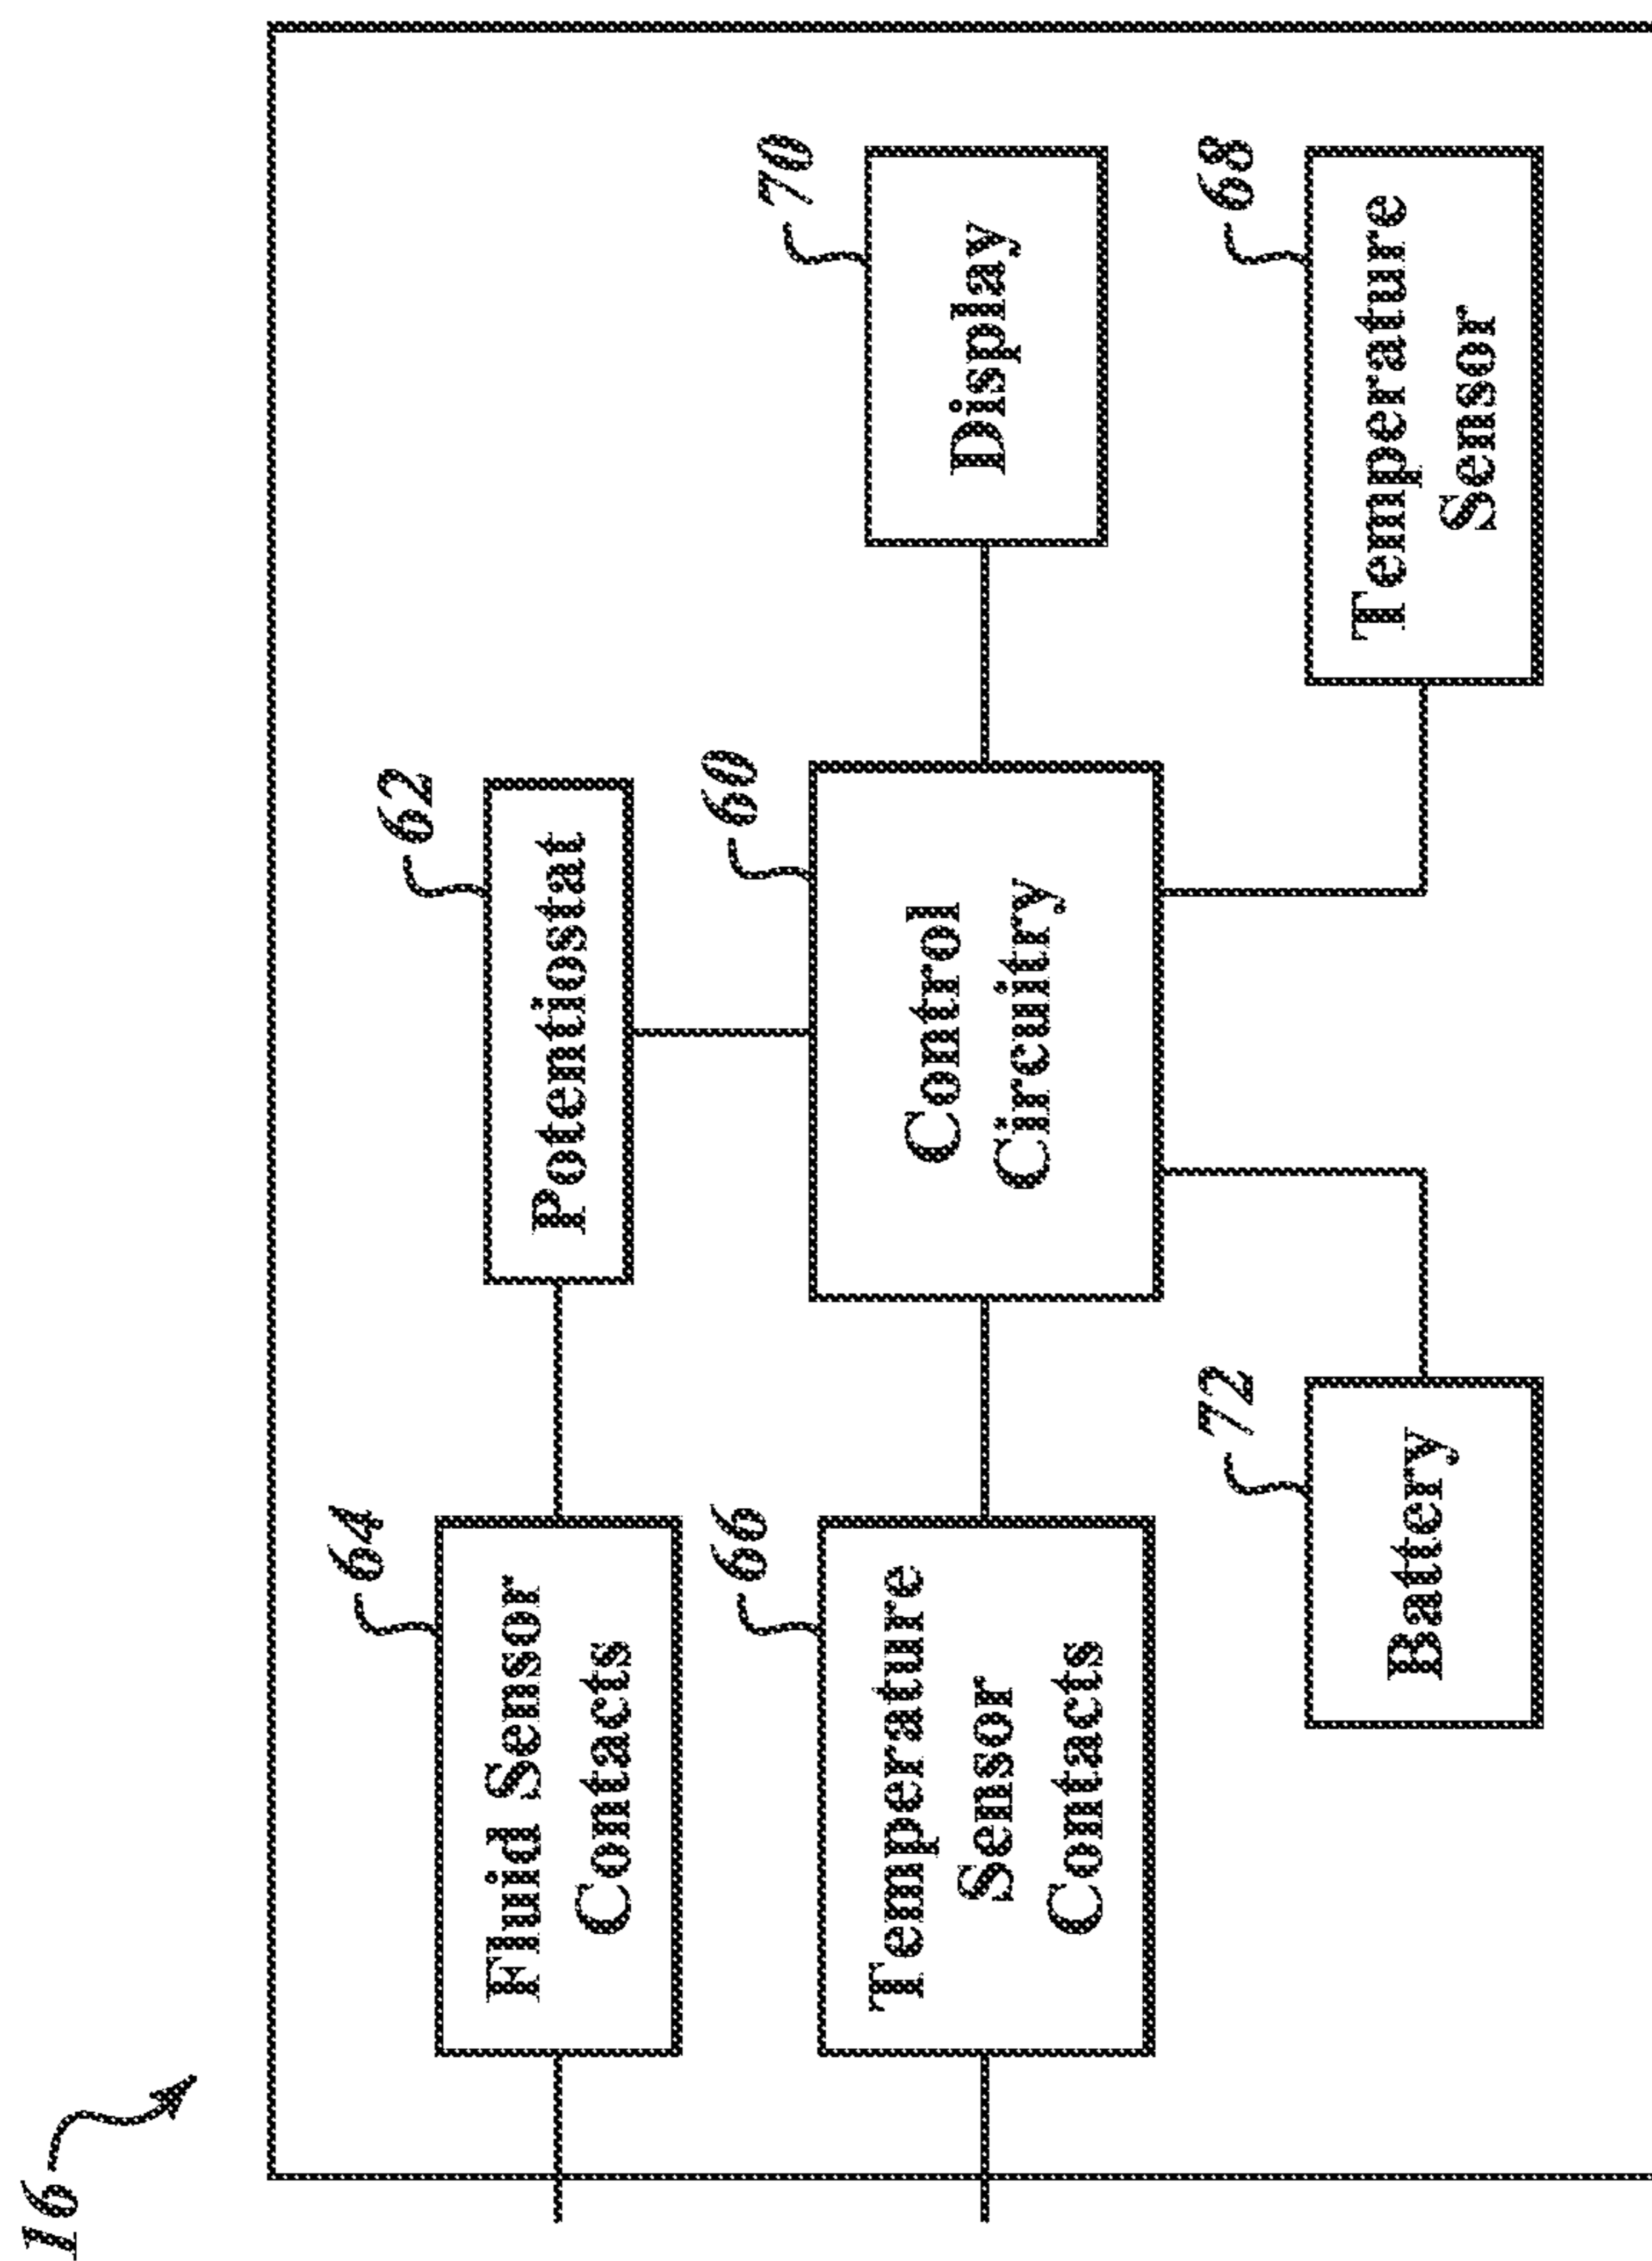 16
64
Fluid Sensor
Contacts
62
Potentiostat
66
Temperature
Sensor
Contacts
60
Control
Circuitry
70
Display
72
Battery
68
Temperature
Sensor